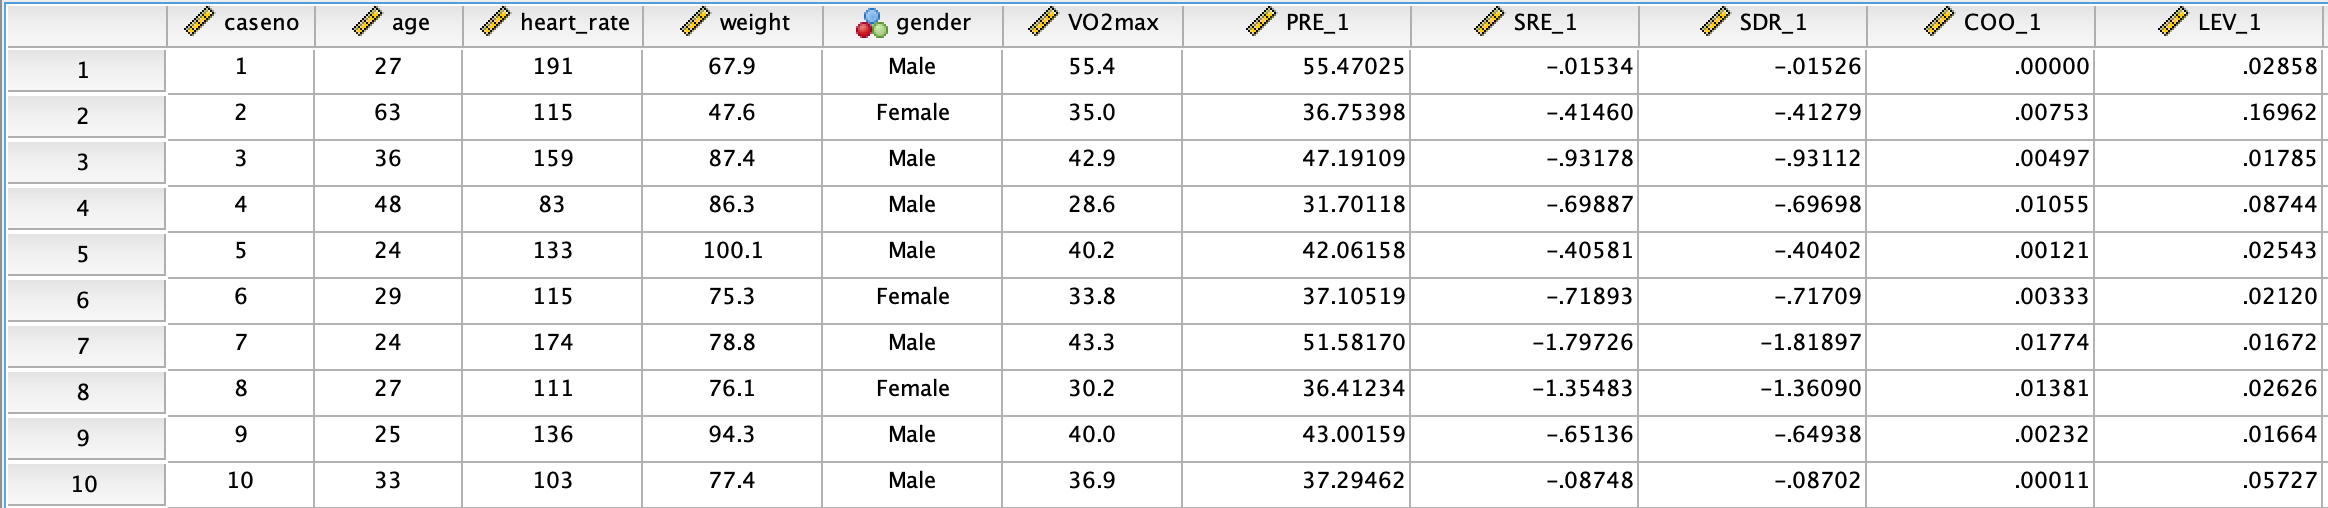 caseno age heart_rate weight gender VO2max PRE_1 SRE_1 SDR_1 COO_1 LEV_1
1 1 27 191 67.9 Male 55.4 55.47025 -.01534 -.01526 .00000 .02858
2 2 63 115 47.6 Female 35.0 36.75398 -.41460 -.41279 .00753 .16962
3 3 36 159 87.4 Male 42.9 47.19109 -.93178 -.93112 .00497 .01785
4 4 48 83 86.3 Male 28.6 31.70118 -.69887 -.69698 .01055 .08744
5 5 24 133 100.1 Male 40.2 42.06158 -.40581 -.40402 .00121 .02543
6 6 29 115 75.3 Female 33.8 37.10519 -.71893 -.71709 .00333 .02120
7 7 24 174 78.8 Male 43.3 51.58170 -1.79726 -1.81897 .01774 .01672
8 8 27 111 76.1 Female 30.2 36.41234 -1.35483 -1.36090 .01381 .02626
9 9 25 136 94.3 Male 40.0 43.00159 -.65136 -.64938 .00232 .01664
10 10 33 103 77.4 Male 36.9 37.29462 -.08748 -.08702 .00011 .05727